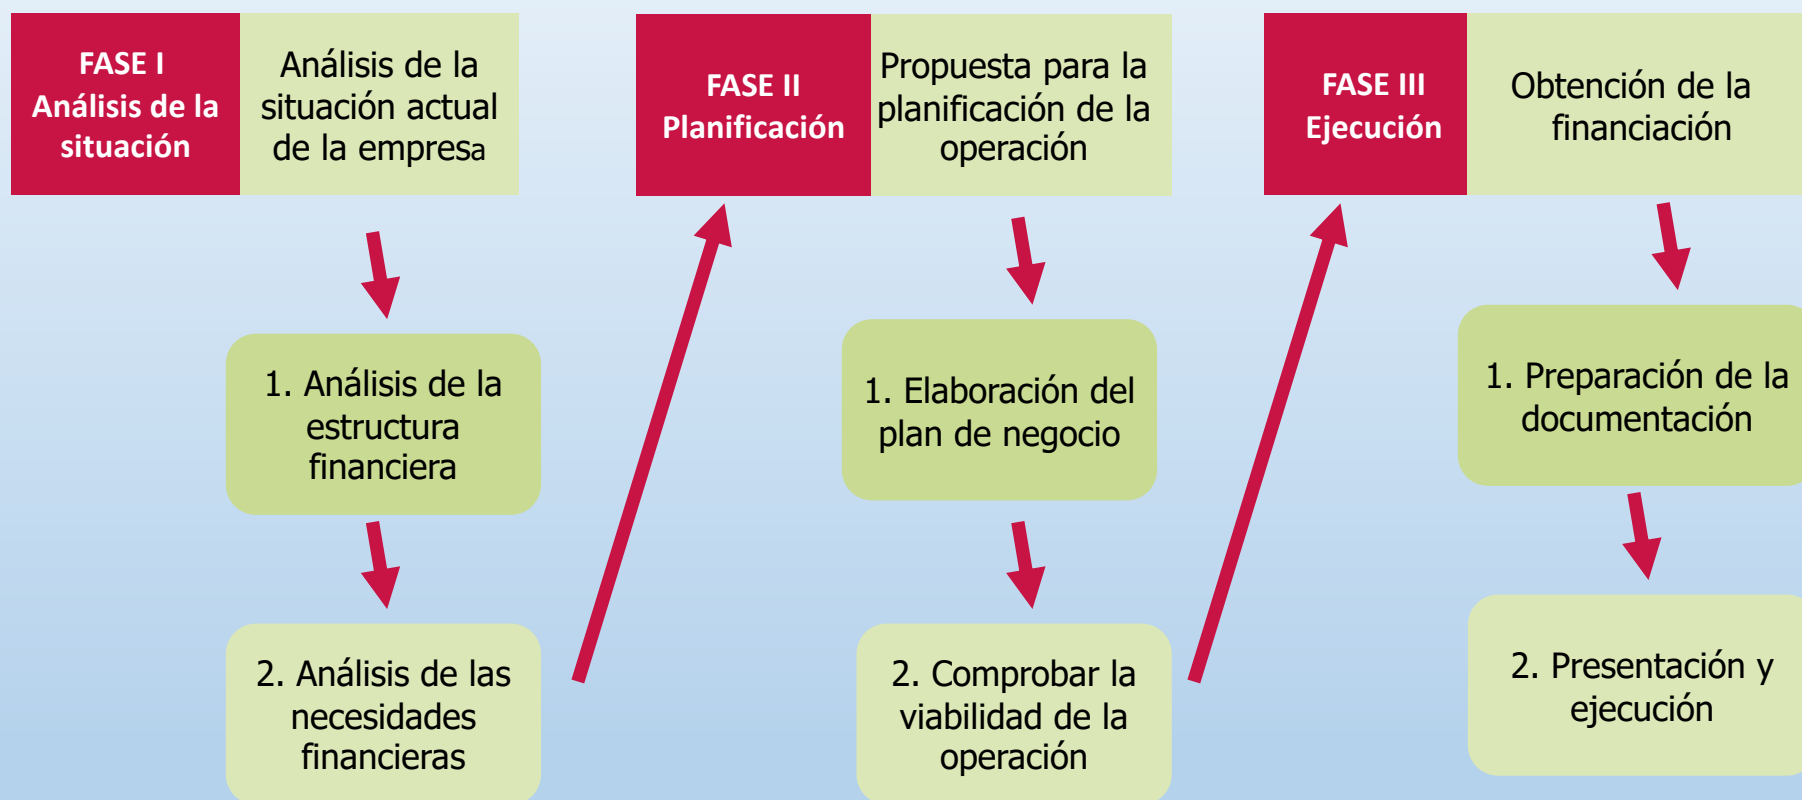 FASE I
Análisis de la
situación
Análisis de la
situación actual
de la empresa
1. Análisis de la
estructura
financiera
2. Análisis de las
necesidades
financieras
FASE II
Planificación
Propuesta para la
planificación de la
operación
1. Elaboración del
plan de negocio
2. Comprobar la
viabilidad de la
operación
FASE III
Ejecución
Obtención de la
financiación
1. Preparación de la
documentación
2. Presentación y
ejecución